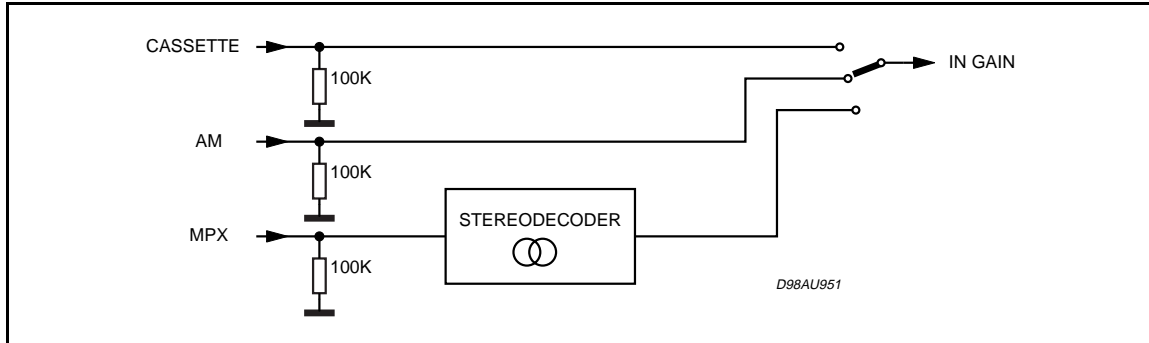 CASSETTE
100K
IN GAIN
AM
100K
STEREODECODER
MPX
100K
D98AU951